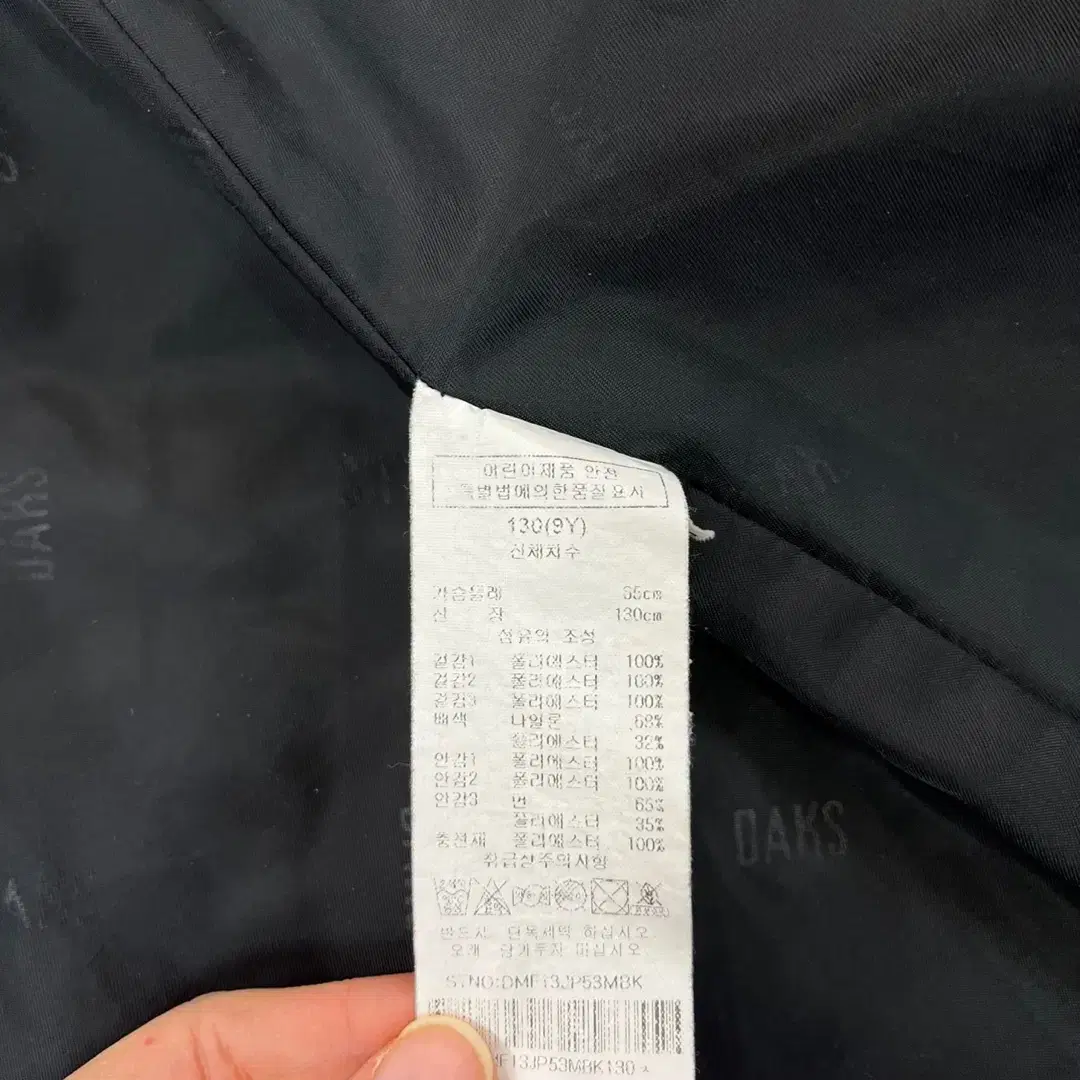 어린이제품 안전
특별법에의한품질표시
130(9Y)
신체치수
가슴둘레 65cm
신 장 130cm
섬유의 조성
겉감1 폴리에스터 100%
겉감2 폴리에스터 100%
겉감3 폴리에스터 100%
배색 나일론 68%
폴리에스터 32%
안감1 폴리에스터 100%
안감2 폴리에스터 100%
안감3 면 65%
폴리에스터 35%
충전재 폴리에스터 100%
취급상주의사항
반드시 단독세탁 하십시오.
오래 담가두지 마십시오
ST.NO:DMF13JP53MBK
MF13JP53MBK130
DAKS
DAKS